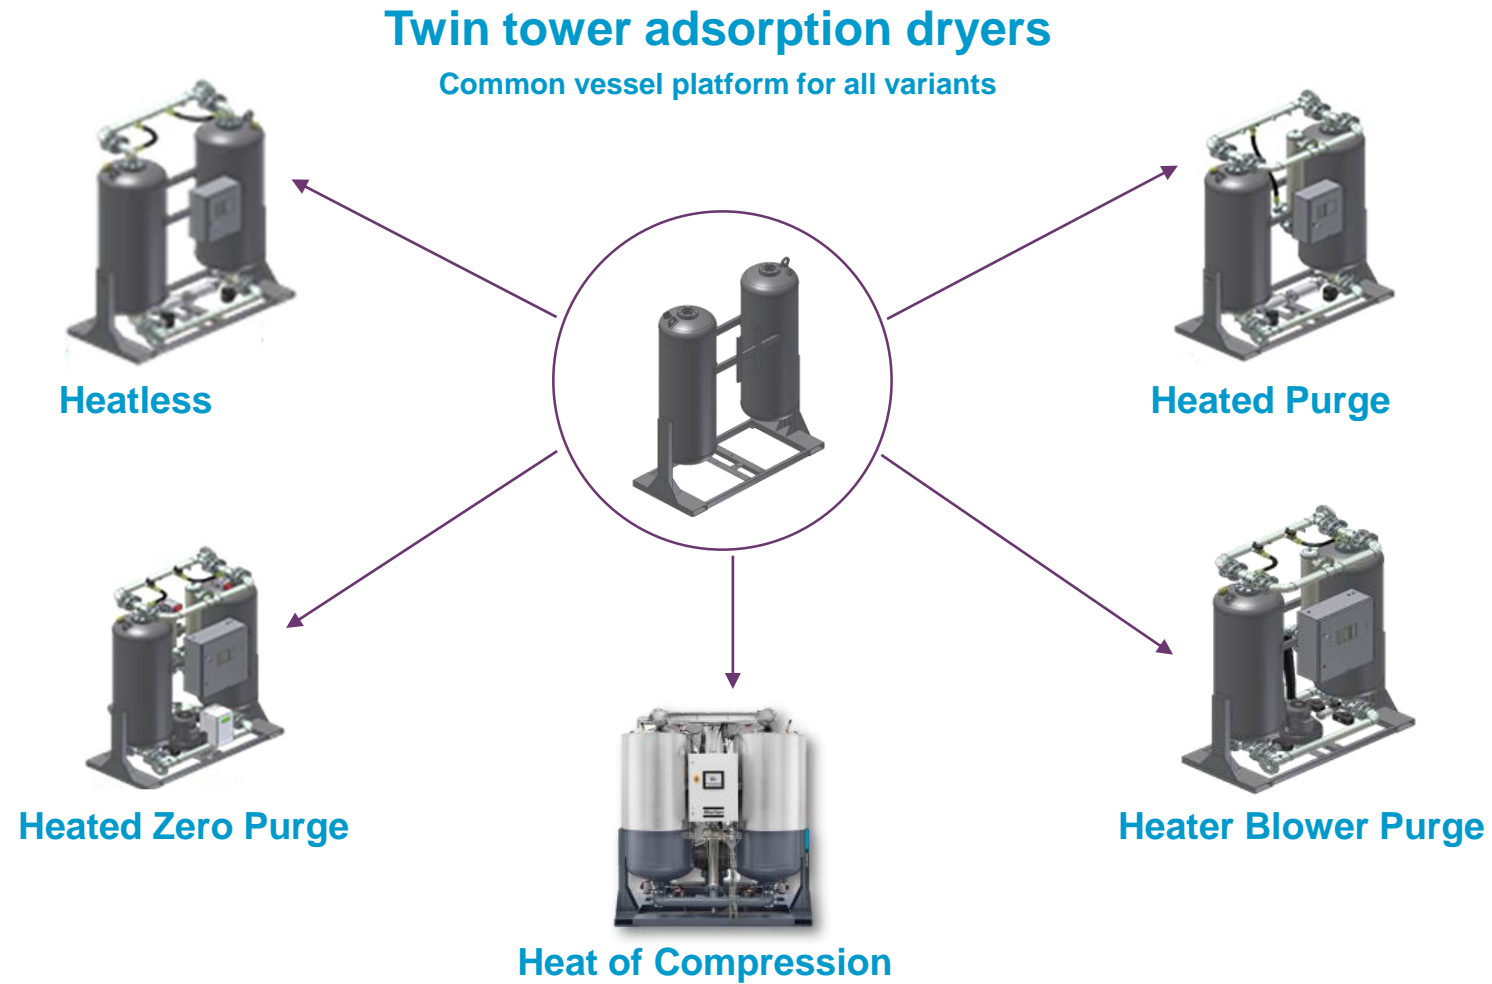 Twin tower adsorption dryers
Common vessel platform for all variants
Heatless
Heated Purge
Heated Zero Purge
Heater Blower Purge
Heat of Compression